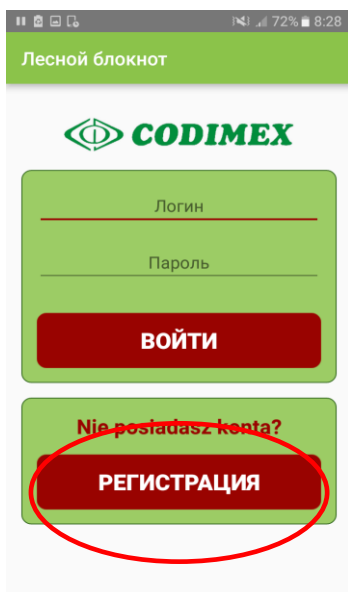 72% 8:28
Лесной блокнот
CODIMEX
Логин
Пароль
ВОЙТИ
Nie posiadasz konta?
РЕГИСТРАЦИЯ